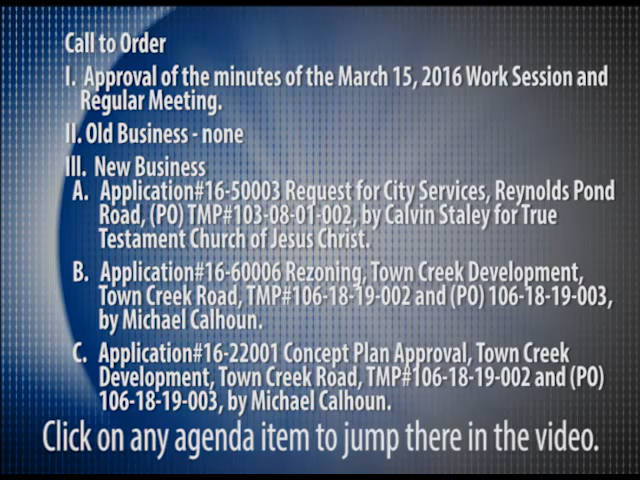 Call to Order
I. Approval of the minutes of the March 15, 2016 Work Session and
Regular Meeting.
II. Old Business - none
III. New Business
A. Application#16-50003 Request for City Services, Reynolds Pond
Road, (PO) TMP#103-08-01-002, by Calvin Staley for True
Testament Church of Jesus Christ.
B. Application#16-60006 Rezoning, Town Creek Development,
Town Creek Road, TMP#106-18-19-002 and (PO) 106-18-19-003,
by Michael Calhoun.
C. Application#16-22001 Concept Plan Approval, Town Creek
Development, Town Creek Road, TMP#106-18-19-002 and (PO)
106-18-19-003, by Michael Calhoun.
Click on any agenda item to jump there in the video.